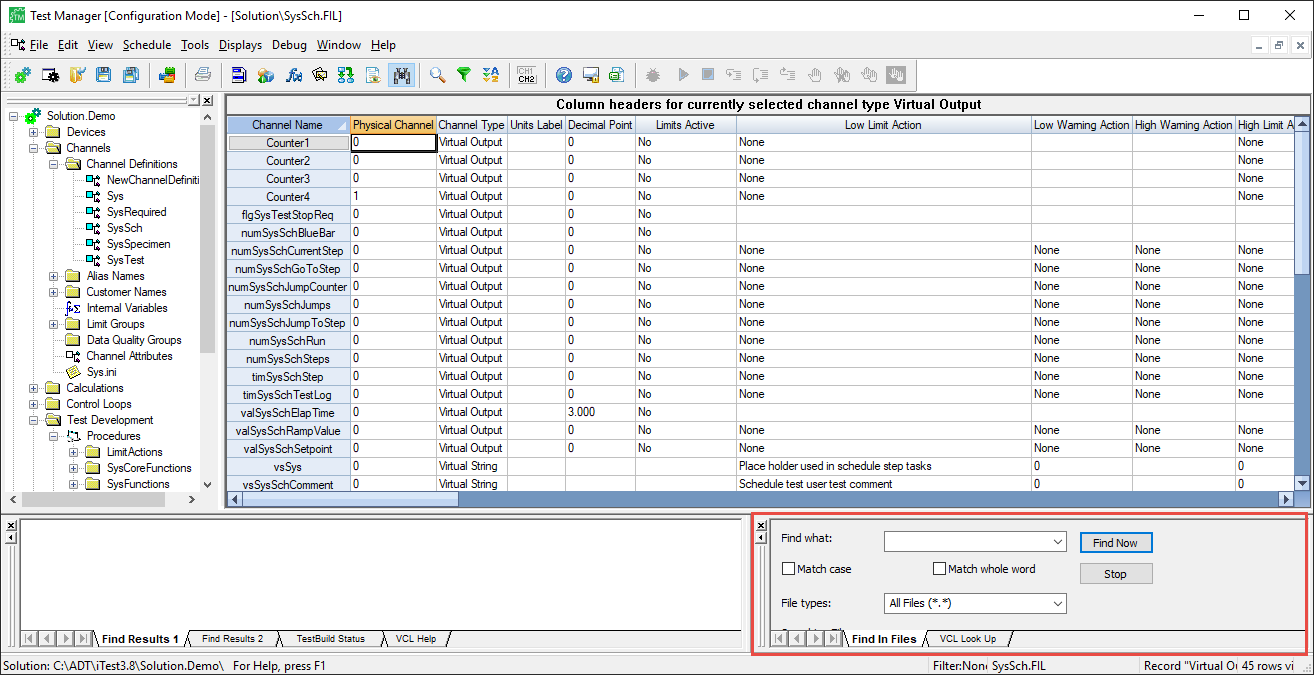 Test Manager [Configuration Mode] - [Solution\SysSch.FIL]
File Edit View Schedule Tools Displays Debug Window Help
CH1
CH2
Solution.Demo
Devices
Channels
Channel Definitions
NewChannelDefiniti
Sys
SysRequired
SysSch
SysSpecimen
SysTest
Alias Names
Customer Names
Internal Variables
Limit Groups
Data Quality Groups
Channel Attributes
Sys.ini
Calculations
Control Loops
Test Development
Procedures
LimitActions
SysCoreFunctions
SysFunctions
Column headers for currently selected channel type Virtual Output
Channel Name Physical Channel Channel Type Units Label Decimal Point Limits Active Low Limit Action Low Warning Action High Warning Action High Limit A
Counter1 0 Virtual Output 0 No None None
Counter2 0 Virtual Output 0 No None None
Counter3 0 Virtual Output 0 No None None
Counter4 1 Virtual Output 0 No None None
flgSysTestStopReq 0 Virtual Output 0 No
numSysSchBlueBar 0 Virtual Output 0 No
numSysSchCurrentStep 0 Virtual Output 0 No None None None None
numSysSchGoToStep 0 Virtual Output 0 No None None None None
numSysSchJumpCounter 0 Virtual Output 0 No None None None None
numSysSchJumps 0 Virtual Output 0 No None None None None
numSysSchJumpToStep 0 Virtual Output 0 No None None None None
numSysSchRun 0 Virtual Output 0 No None None None None
numSysSchSteps 0 Virtual Output 0 No None None None None
timSysSchStep 0 Virtual Output 0 No None None None None
timSysSchTestLog 0 Virtual Output 0 No None None None None
valSysSchElapTime 0 Virtual Output 3.000 No
valSysSchRampValue 0 Virtual Output 0 No None None None None
valSysSchSetpoint 0 Virtual Output 0 No None None None None
vsSys 0 Virtual String Place holder used in schedule step tasks 0 0
vsSysSchComment 0 Virtual String Schedule test user test comment 0 0
Find Results 1 Find Results 2 TestBuild Status VCL Help
Find what: Find Now
Match case Match whole word Stop
File types: All Files (*.*)
Find In Files VCL Look Up
Solution: C:\ADT\iTest3.8\Solution.Demo\ For Help, press F1 Filter:None SysSch.FIL Record "Virtual Ou 45 rows vi